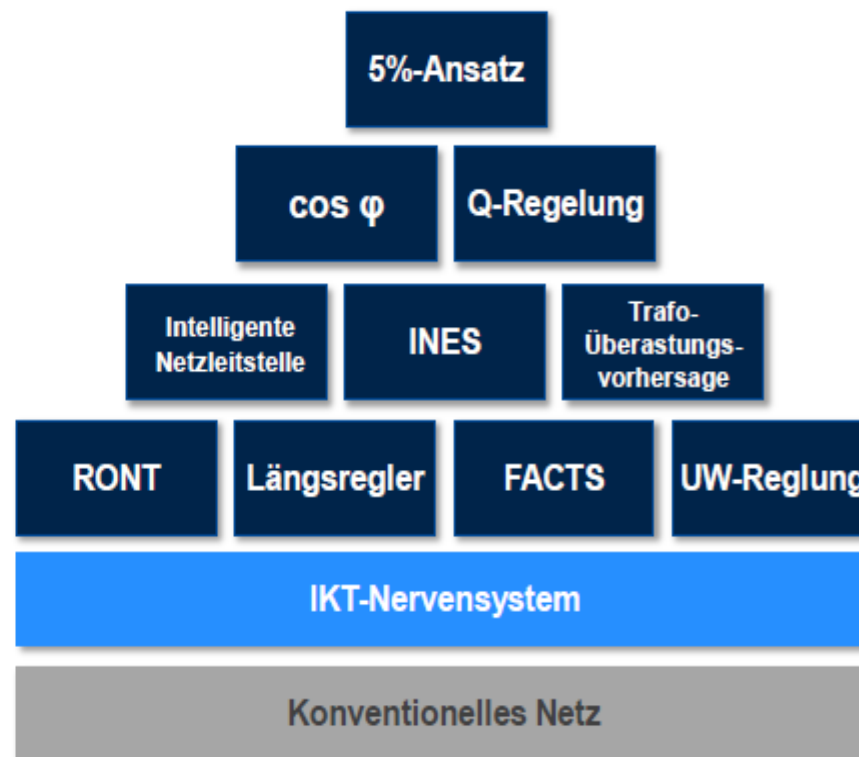 5%-Ansatz
cos φ
Q-Regelung
Intelligente
Netzleitstelle
INES
Trafo-
Überastungs-
vorhersage
RONT
Längsregler
FACTS
UW-Reglung
IKT-Nervensystem
Konventionelles Netz